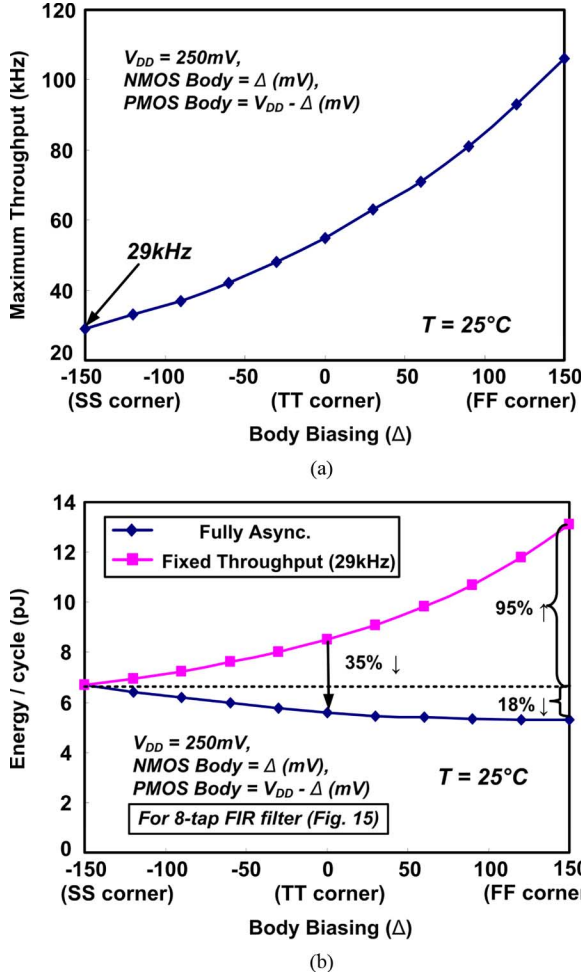 120
100
80
60
40
20
Maximum Throughput (kHz)
V_DD = 250mV,
NMOS Body = Δ (mV),
PMOS Body = V_DD - Δ (mV)
29kHz
T = 25°C
-150 -100 -50 0 50 100 150
(SS corner) (TT corner) (FF corner)
Body Biasing (Δ)
(a)
14
12
10
8
6
4
2
0
Energy / cycle (pJ)
Fully Async.
Fixed Throughput (29kHz)
95% ↑
35% ↓
18% ↓
V_DD = 250mV,
NMOS Body = Δ (mV),
PMOS Body = V_DD - Δ (mV)
T = 25°C
For 8-tap FIR filter (Fig. 15)
-150 -100 -50 0 50 100 150
(SS corner) (TT corner) (FF corner)
Body Biasing (Δ)
(b)